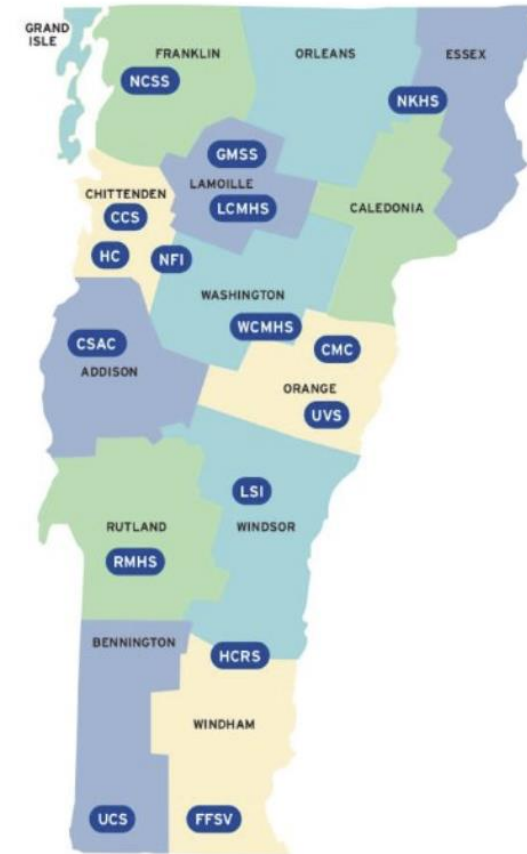 GRAND
ISLE
FRANKLIN
ORLEANS
ESSEX
NCSS
NKHS
GMSS
LAMOILLE
LCMHS
CHITTENDEN
CCS
HC
NFI
CALEDONIA
WASHINGTON
WCMHS
CSAC
ADDISON
CMC
ORANGE
UVS
LSI
WINDSOR
RUTLAND
RMHS
BENNINGTON
HCRS
WINDHAM
UCS
FFSV